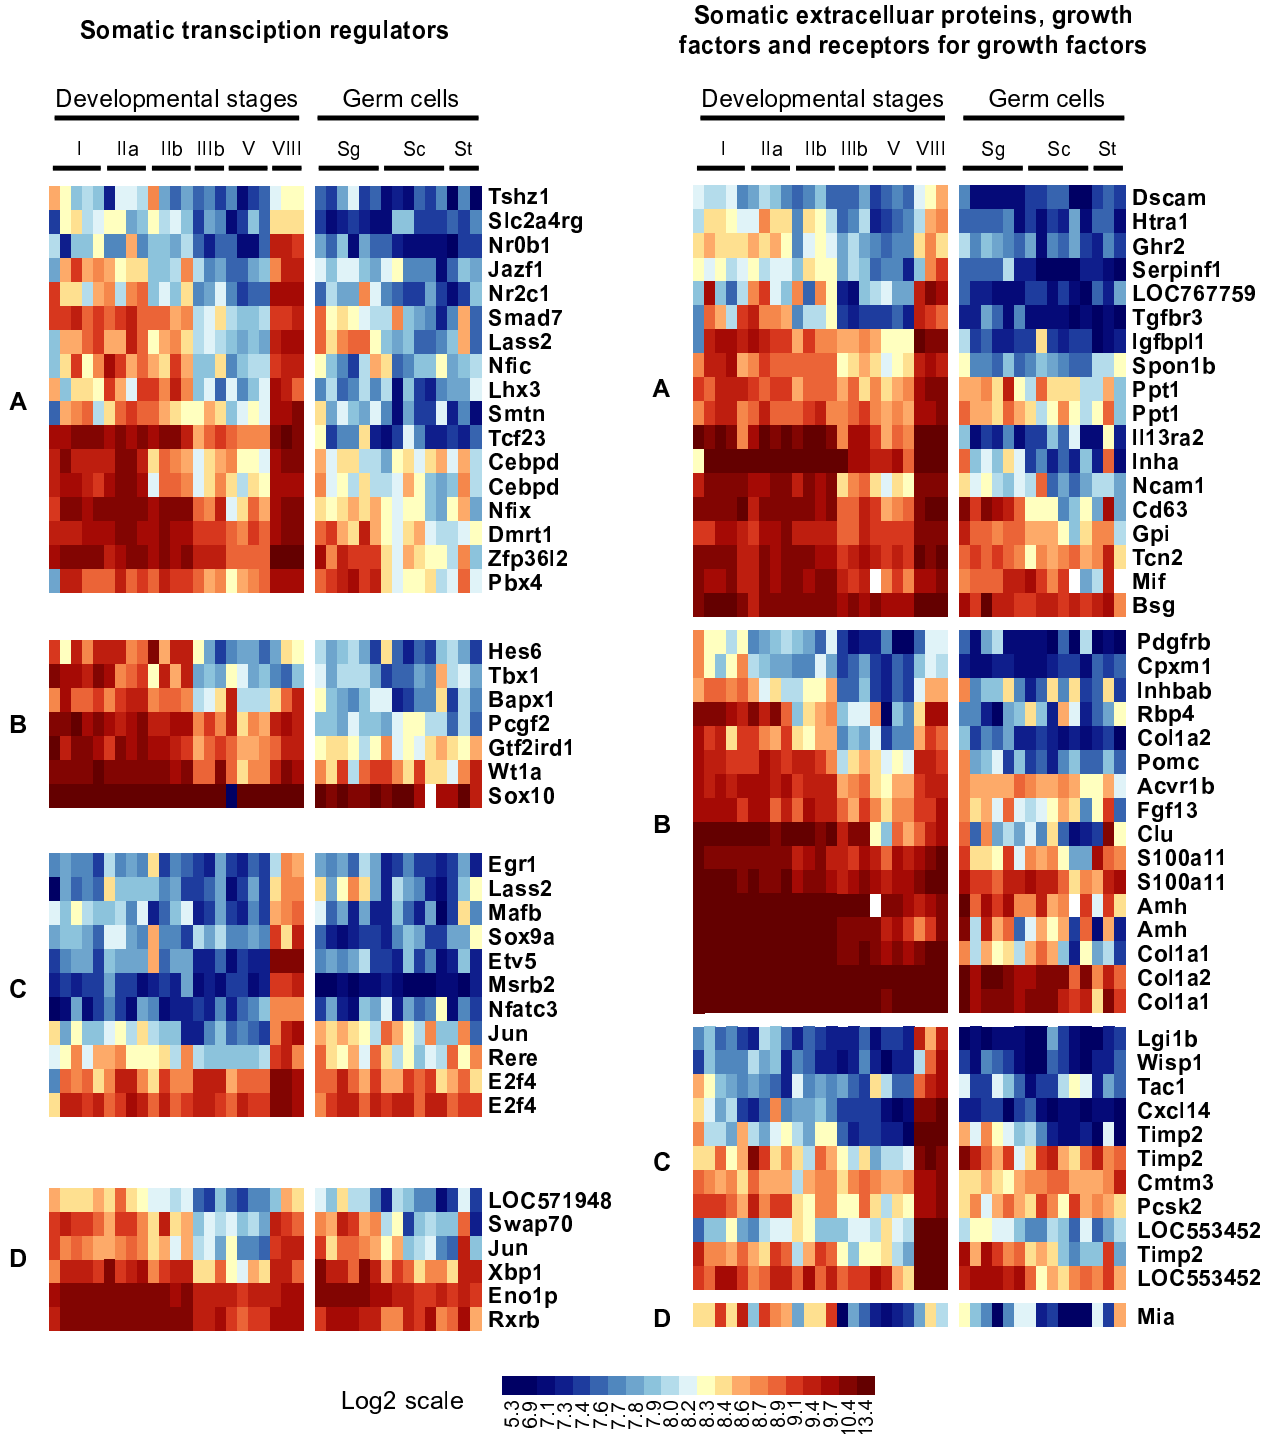 Somatic transciption regulators
Developmental stages
Germ cells
I IIa IIb IIIb V VIII
Sg Sc St
A
Tshz1
Slc2a4rg
Nr0b1
Jazf1
Nr2c1
Smad7
Lass2
Nfic
Lhx3
Smtn
Tcf23
Cebpd
Cebpd
Nfix
Dmrt1
Zfp36l2
Pbx4
B
Hes6
Tbx1
Bapx1
Pcgf2
Gtf2ird1
Wt1a
Sox10
C
Egr1
Lass2
Mafb
Sox9a
Etv5
Msrb2
Nfatc3
Jun
Rere
E2f4
E2f4
D
LOC571948
Swap70
Jun
Xbp1
Eno1p
Rxrb
Somatic extracelluar proteins, growth
factors and receptors for growth factors
Developmental stages
Germ cells
I IIa IIb IIIb V VIII
Sg Sc St
A
Dscam
Htra1
Ghr2
Serpinf1
LOC767759
Tgfbr3
Igfbpl1
Spon1b
Ppt1
Ppt1
Il13ra2
Inha
Ncam1
Cd63
Gpi
Tcn2
Mif
Bsg
B
Pdgfrb
Cpxm1
Inhbab
Rbp4
Col1a2
Pomc
Acvr1b
Fgf13
Clu
S100a11
S100a11
Amh
Amh
Col1a1
Col1a2
Col1a1
C
Lgi1b
Wisp1
Tac1
Cxcl14
Timp2
Timp2
Cmtm3
Pcsk2
LOC553452
Timp2
LOC553452
D
Mia
Log2 scale
5.3
6.9
7.1
7.3
7.4
7.6
7.7
7.8
7.9
8.0
8.2
8.3
8.4
8.6
8.7
8.9
9.1
9.4
9.7
10.4
13.4